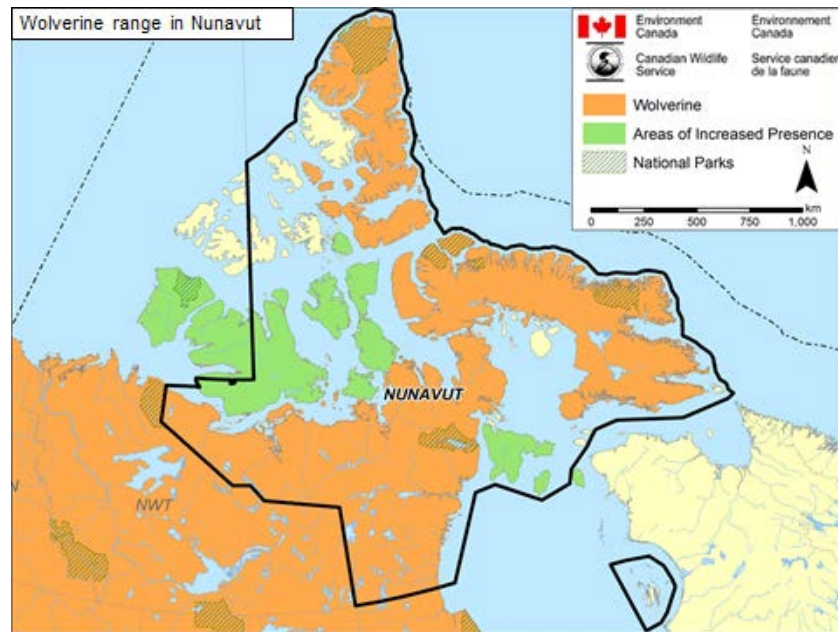 Wolverine range in Nunavut
Environment
Canada
Environnement
Canada
Canadian Wildlife
Service
Service canadien
de la faune
Wolverine
Areas of Increased Presence
National Parks
N
km
0 250 500 750 1,000
NUNAVUT
NWT
N